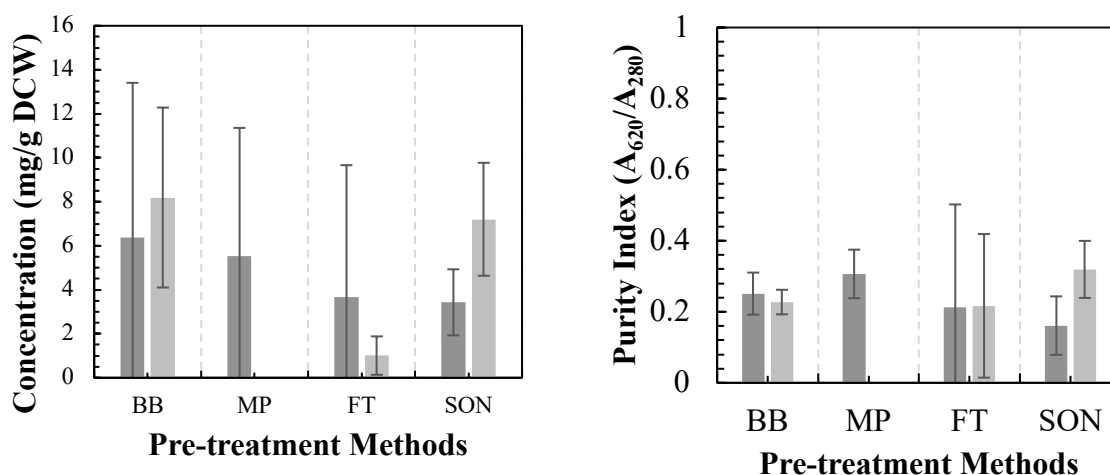 Concentration (mg/g DCW)
16
14
12
10
8
6
4
2
0
BB MP FT SON
Pre-treatment Methods
Purity Index (A620/A280)
1
0.8
0.6
0.4
0.2
0
BB MP FT SON
Pre-treatment Methods